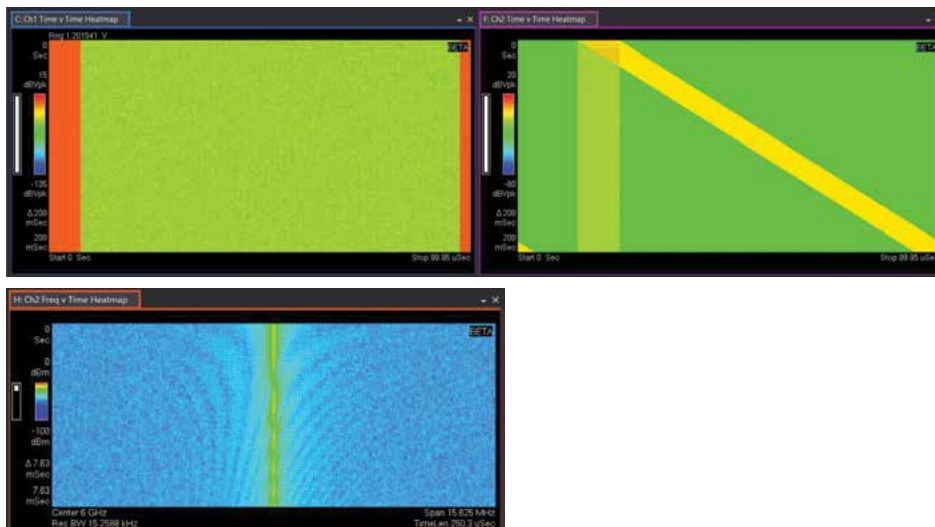 C: Ch1 Time v Time Heatmap
Rng 1.201541 V
BETA
0
Sec
15
dBVpk
-135
dBVpk
Δ200
mSec
200
mSec
Start 0 Sec
Stop 99.95 uSec
F: Ch2 Time v Time Heatmap
BETA
0
Sec
20
dBVpk
-80
dBVpk
Δ200
mSec
200
mSec
Start 0 Sec
Stop 99.95 uSec
H: Ch2 Freq v Time Heatmap
BETA
0
Sec
0
dBm
-100
dBm
Δ7.63
mSec
7.63
mSec
Center 6 GHz
Span 15.625 MHz
Res BW 15.2588 kHz
TimeLen 250.3 uSec